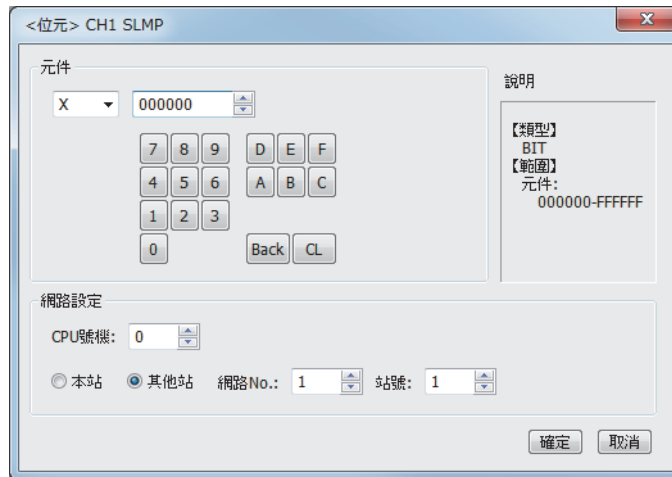 <位元> CH1 SLMP
元件
X 000000
7 8 9 D E F
4 5 6 A B C
1 2 3
0 Back CL
說明
【類型】
BIT
【範圍】
元件:
000000-FFFFFF
網路設定
CPU號機: 0
本站 其他站 網路No.: 1 站號: 1
確定 取消